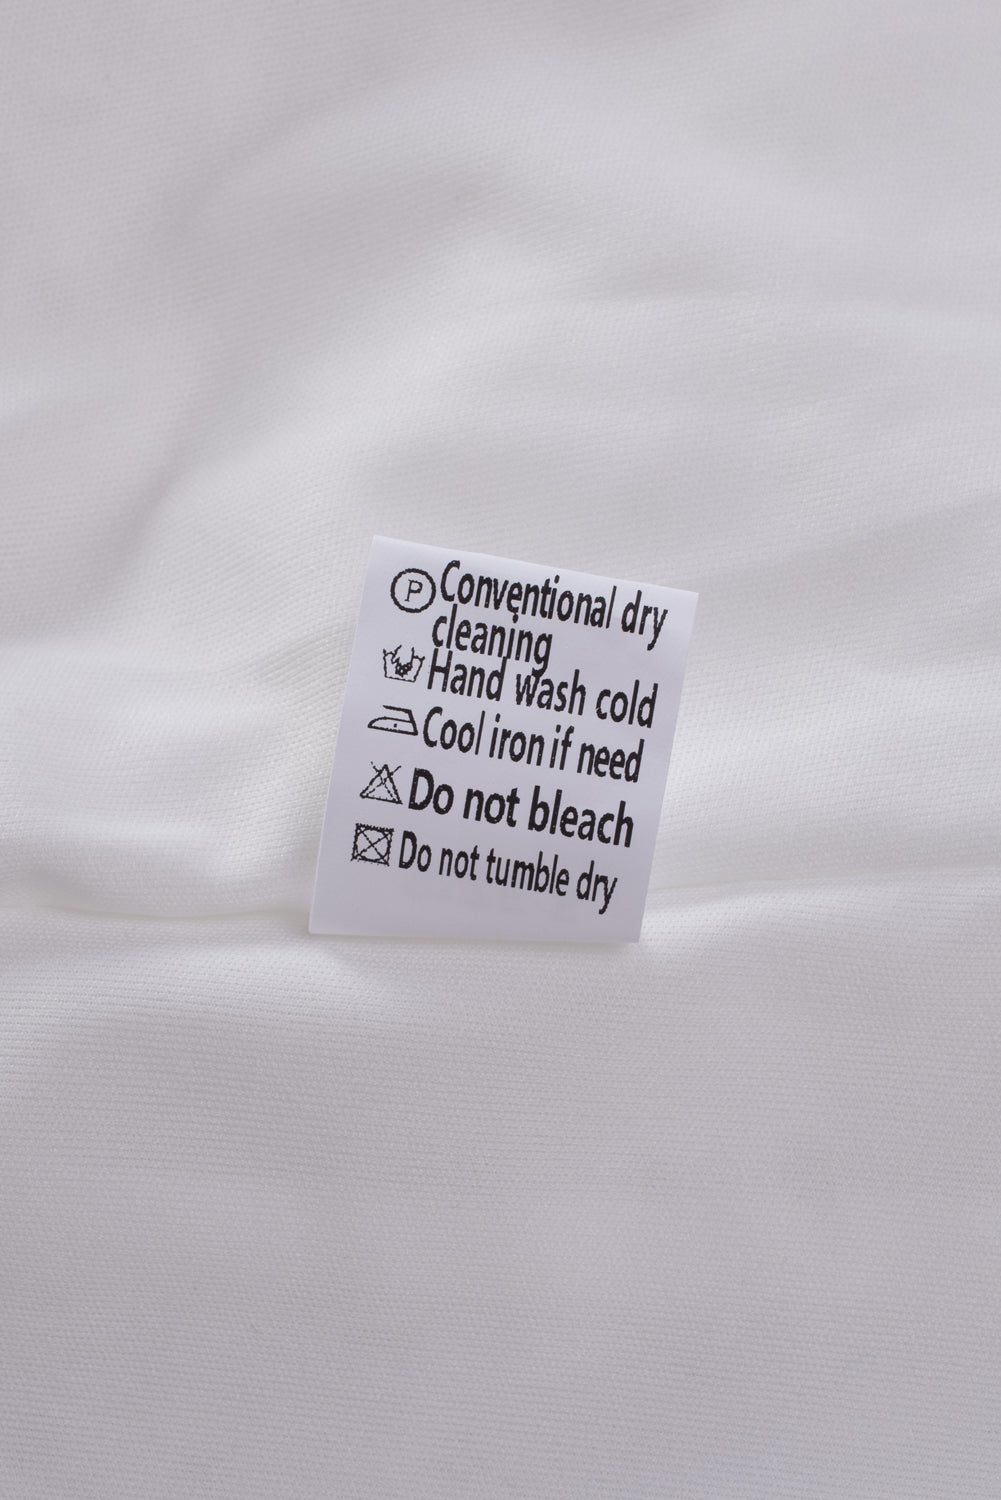 P Conventional dry
cleaning
Hand wash cold
Cool iron if need
Do not bleach
Do not tumble dry